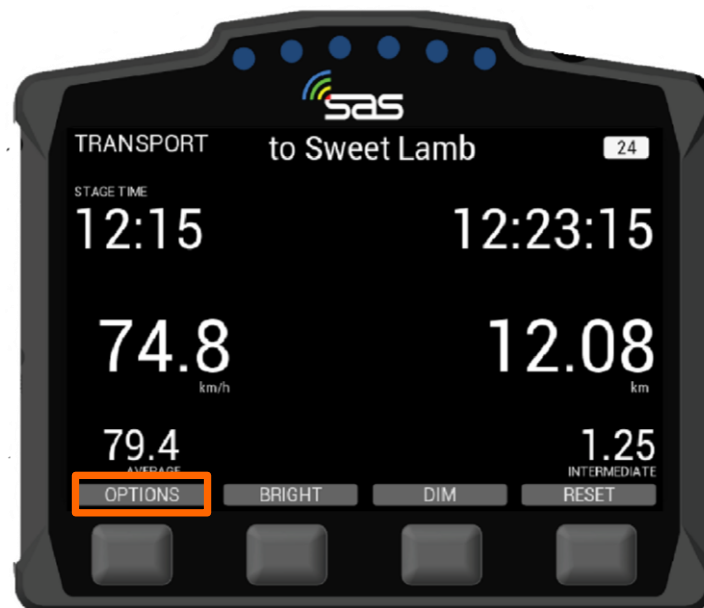 sas
TRANSPORT to Sweet Lamb 24
STAGE TIME
12:15 12:23:15
74.8 12.08
km/h km
79.4 1.25
AVERAGE INTERMEDIATE
OPTIONS BRIGHT DIM RESET